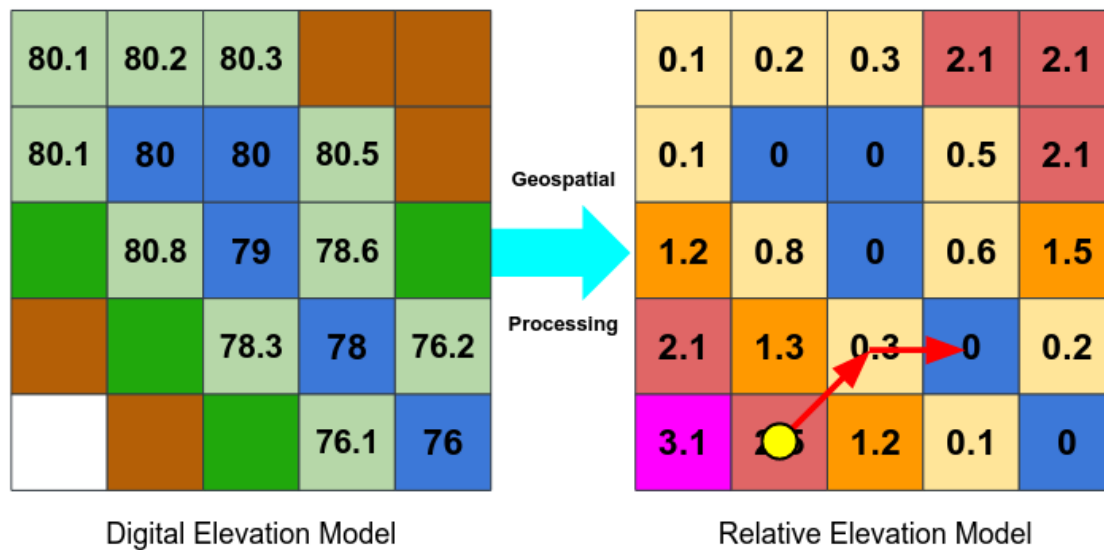 80.1 80.2 80.3
80.1 80 80 80.5
80.8 79 78.6
78.3 78 76.2
76.1 76
Geospatial
Processing
0.1 0.2 0.3 2.1 2.1
0.1 0 0 0.5 2.1
1.2 0.8 0 0.6 1.5
2.1 1.3 0.3 0 0.2
3.1 1.2 0.1 0
Digital Elevation Model
Relative Elevation Model